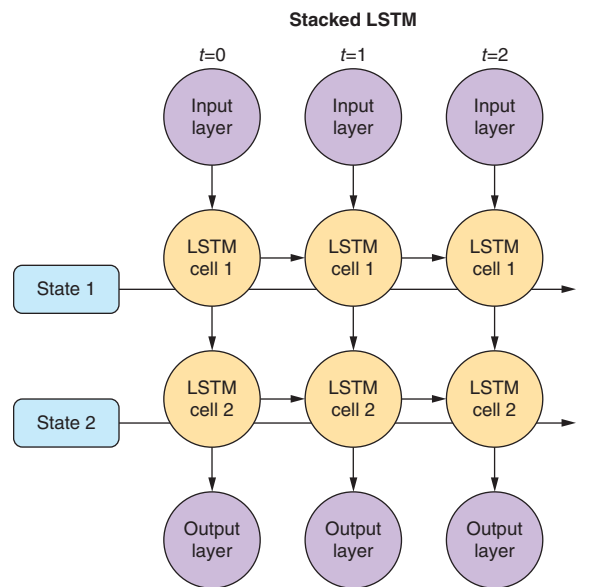 Stacked LSTM
t=0
t=1
t=2
Input
layer
Input
layer
Input
layer
LSTM
cell 1
LSTM
cell 1
LSTM
cell 1
State 1
LSTM
cell 2
LSTM
cell 2
LSTM
cell 2
State 2
Output
layer
Output
layer
Output
layer